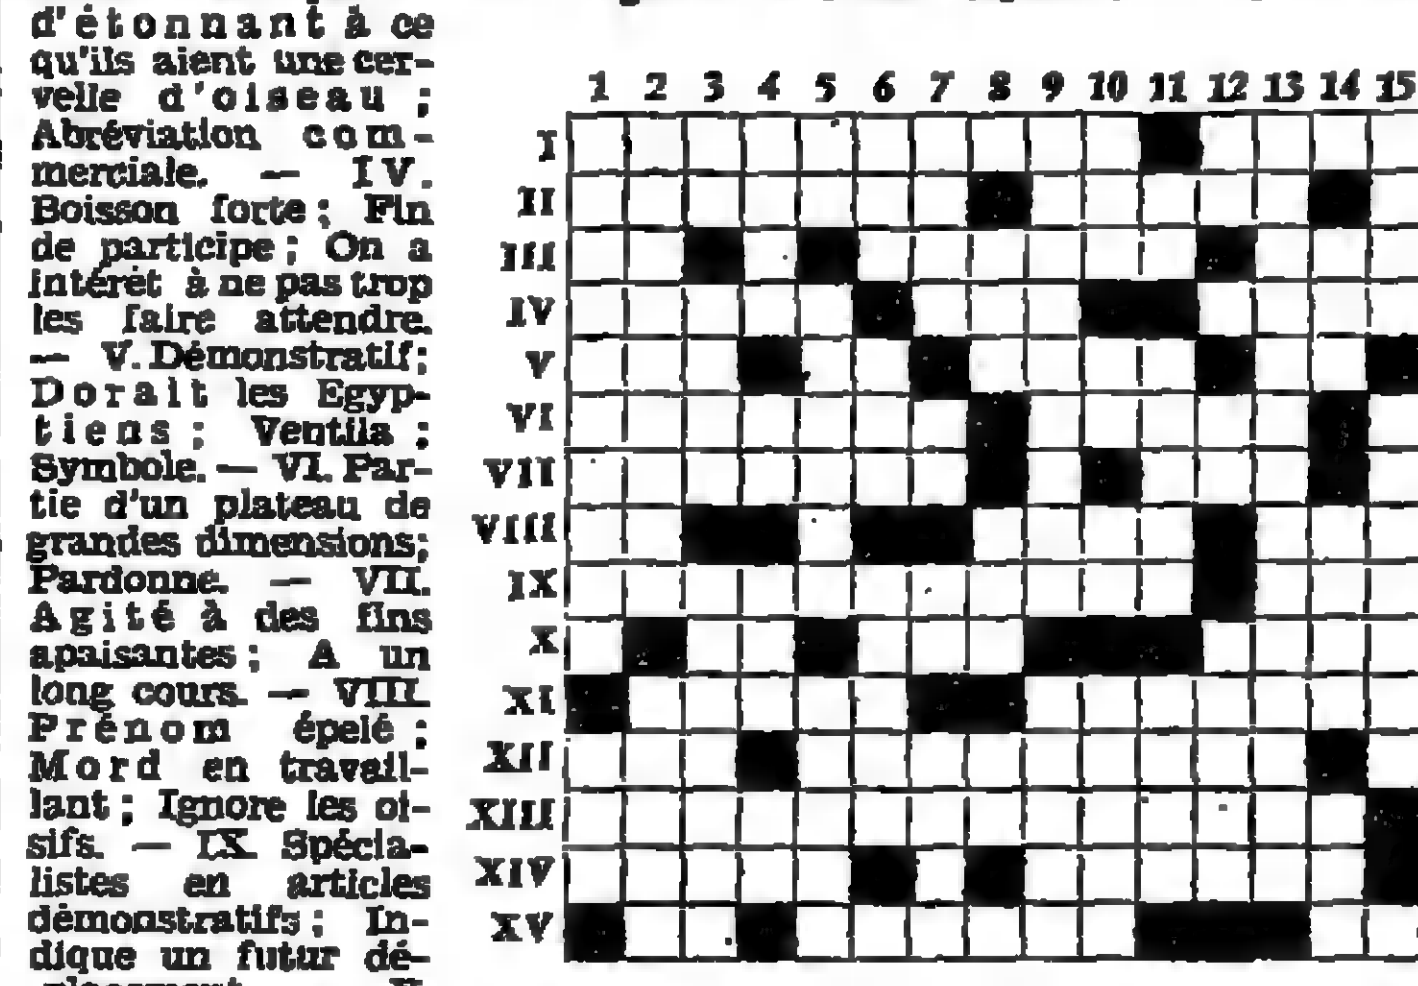 d'étonnant à ce
qu'ils aient une cer-
velle d'oiseau ;
Abréviation com-
merciale. — IV.
Boisson forte ; Fin
de participe ; On a
intérêt à ne pas trop
les faire attendre.
— V. Démonstratif ;
Dorait les Egyp-
tiens ; Ventila ;
Symbole. — VI. Par-
tie d'un plateau de
grandes dimensions ;
Pardonne. — VII.
Agité à des fins
apaisantes ; A un
long cours. — VIII.
Prénom épelé ;
Mord en travail-
lant ; Ignore les oi-
sifs. — IX. Spécia-
listes en articles
démonstratifs ; In-
dique un futur dé-
1 2 3 4 5 6 7 8 9 10 11 12 13 14 15
I
II
III
IV
V
VI
VII
VIII
IX
X
XI
XII
XIII
XIV
XV